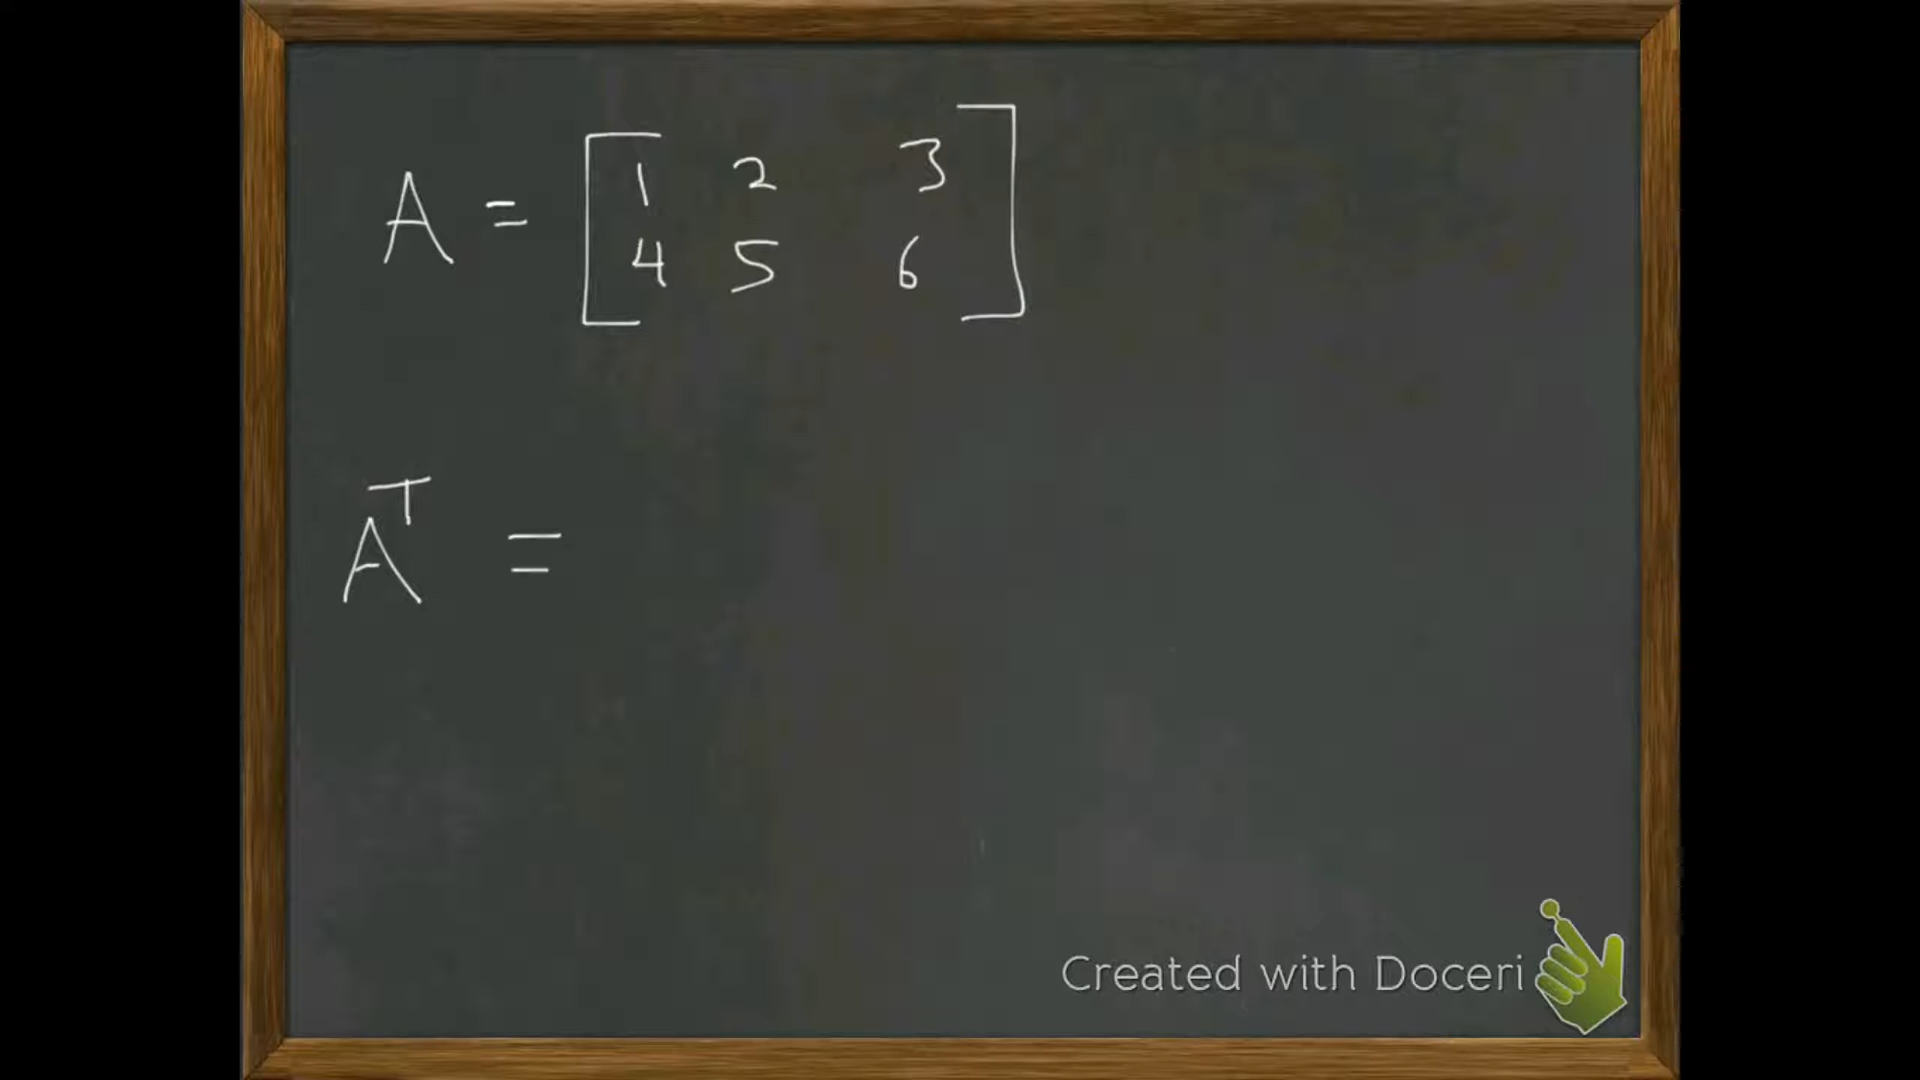 A = [ 1 2 3
4 5 6 ]
A^T =
Created with Doceri